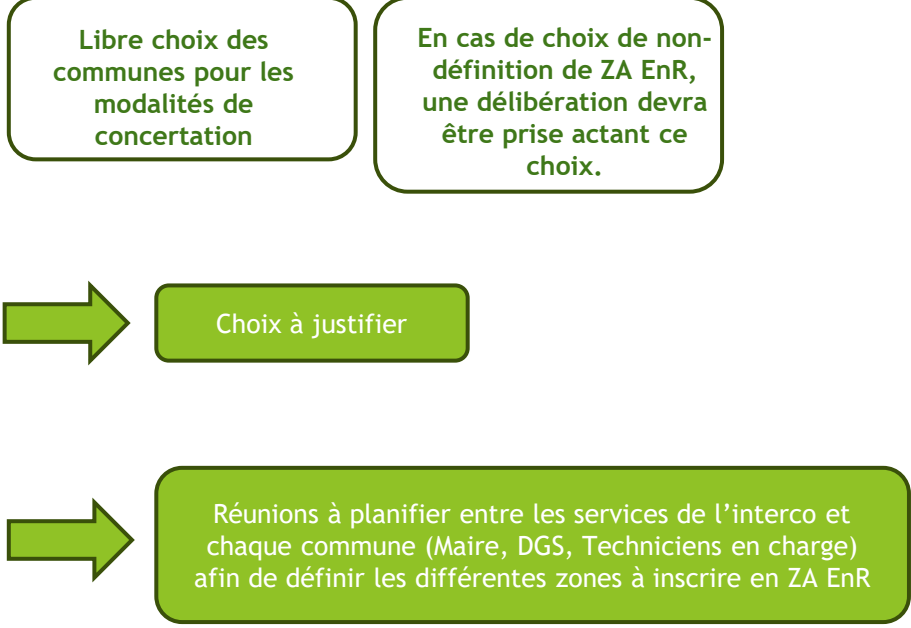 Libre choix des
communes pour les
modalités de
concertation
En cas de choix de non-
définition de ZA EnR,
une délibération devra
être prise actant ce
choix.
Choix à justifier
Réunions à planifier entre les services de l’interco et
chaque commune (Maire, DGS, Techniciens en charge)
afin de définir les différentes zones à inscrire en ZA EnR